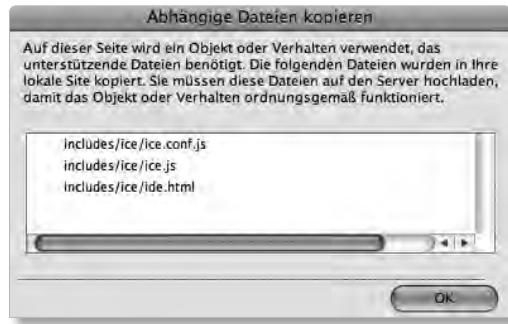 Abhängige Dateien kopieren
Auf dieser Seite wird ein Objekt oder Verhalten verwendet, das
unterstützende Dateien benötigt. Die folgenden Dateien wurden in Ihre
lokale Site kopiert. Sie müssen diese Dateien auf den Server hochladen,
damit das Objekt oder Verhalten ordnungsgemäß funktioniert.
includes/ice/ice.conf.js
includes/ice/ice.js
includes/ice/ide.html
OK